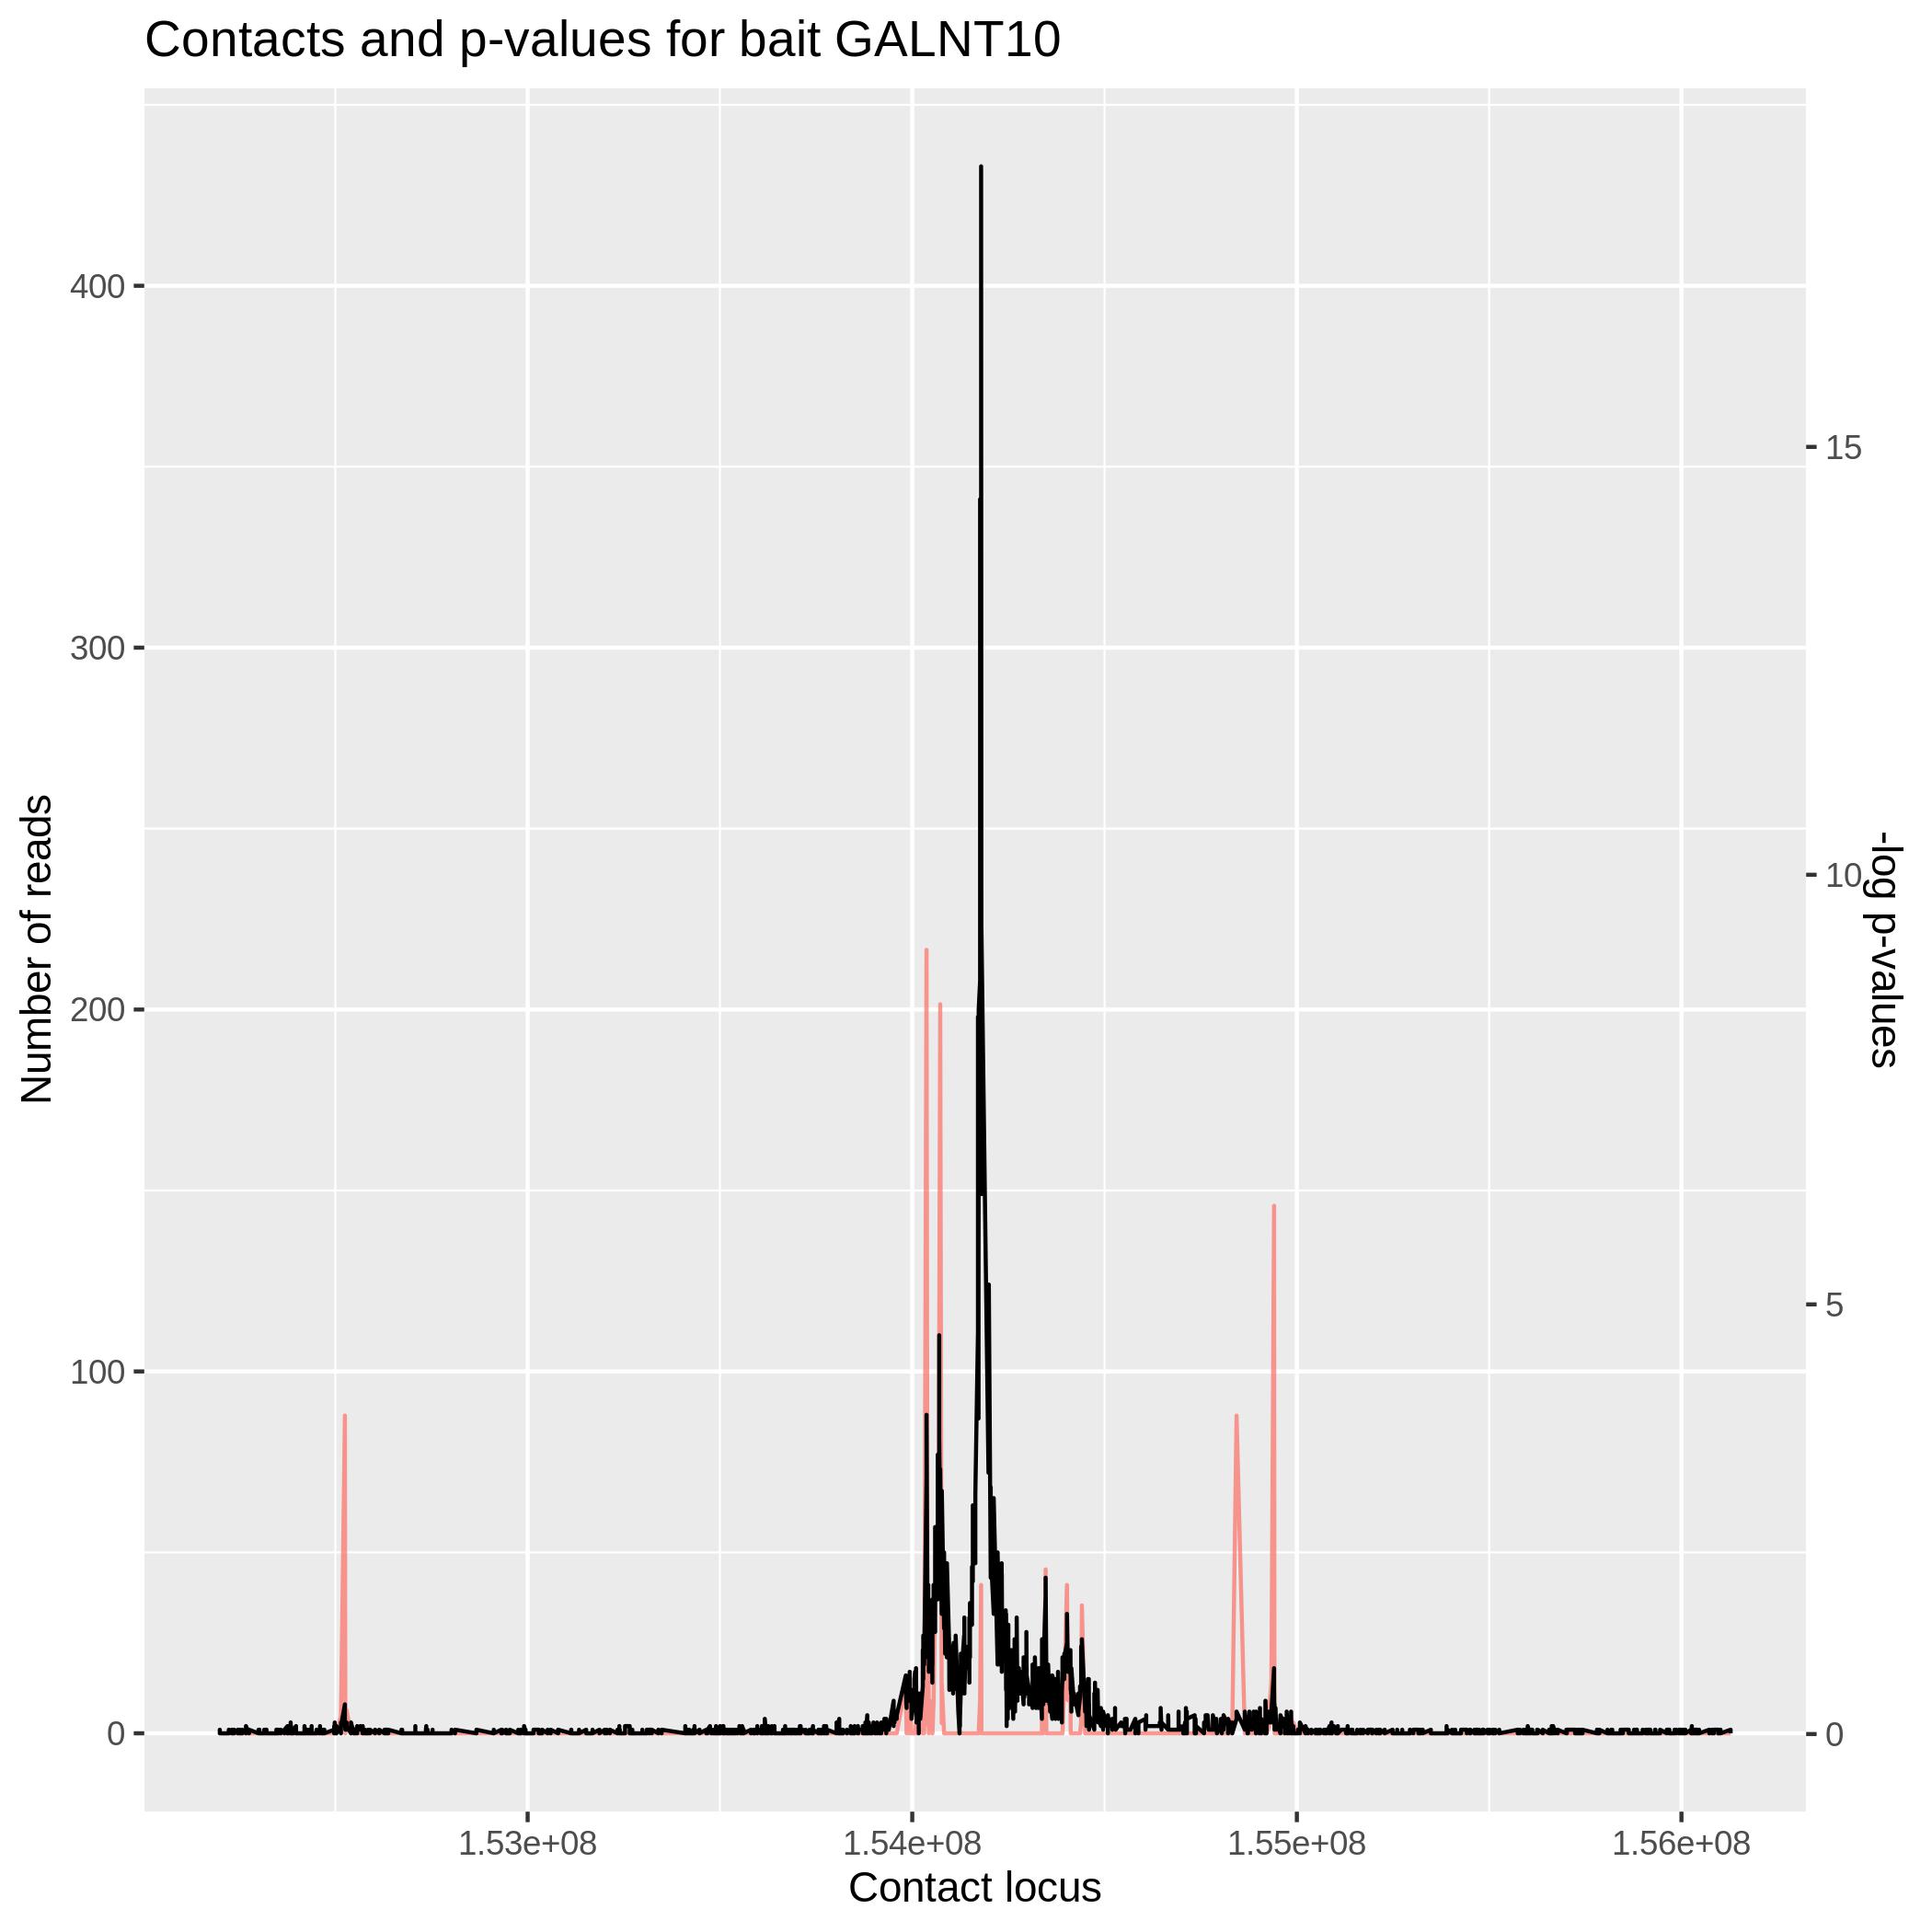 Contacts and p-values for bait GALNT10
Number of reads
400
300
200
100
0
15
10
5
0
-log p-values
1.53e+08
1.54e+08
1.55e+08
1.56e+08
Contact locus